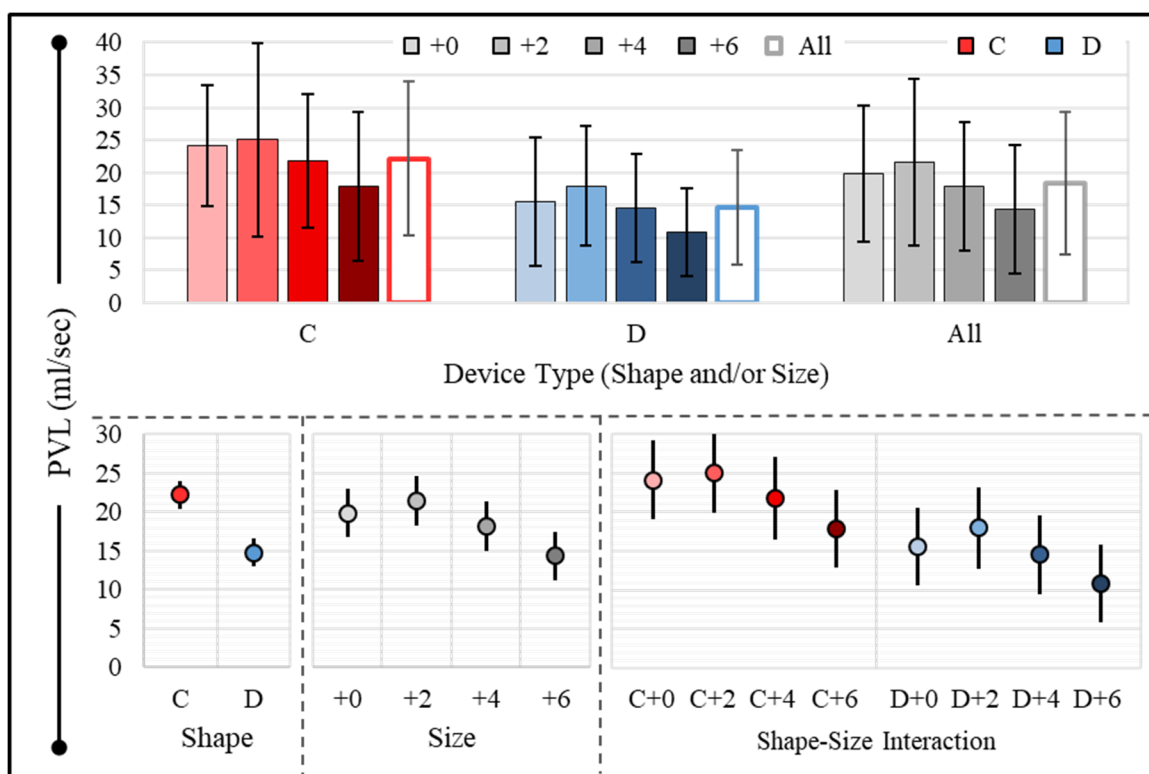 PVL (ml/sec)
40
35
30
25
20
15
10
5
0
+0 +2 +4 +6 All C D
C D All
Device Type (Shape and/or Size)
30
25
20
15
10
5
0
C D
Shape
+0 +2 +4 +6
Size
C+0 C+2 C+4 C+6 D+0 D+2 D+4 D+6
Shape-Size Interaction